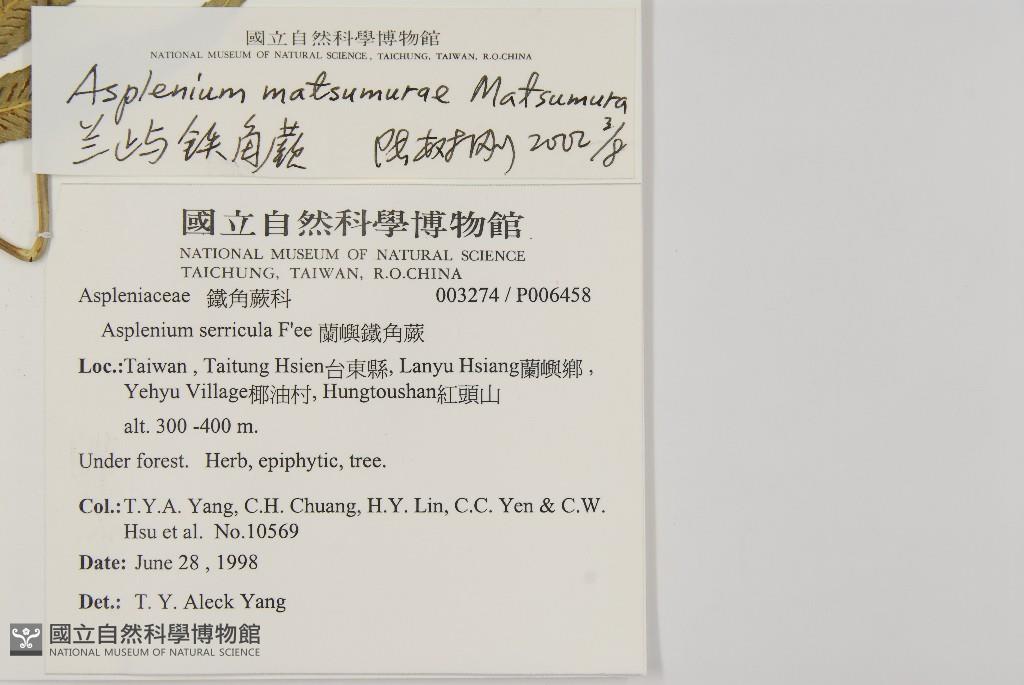 國立自然科學博物館
NATIONAL MUSEUM OF NATURAL SCIENCE, TAICHUNG, TAIWAN, R.O.CHINA
Asplenium matsumurae Matsumura
兰屿 铁角蕨 树刚 2002 3/8
國立自然科學博物館
NATIONAL MUSEUM OF NATURAL SCIENCE
TAICHUNG, TAIWAN, R.O.CHINA
Aspleniaceae 鐵角蕨科 003274 / P006458
Asplenium serricula F'ee 蘭嶼鐵角蕨
Loc.:Taiwan , Taitung Hsien台東縣, Lanyu Hsiang蘭嶼鄉 ,
Yehyu Village椰油村, Hungtoushan紅頭山
alt. 300 -400 m.
Under forest. Herb, epiphytic, tree.
Col.:T.Y.A. Yang, C.H. Chuang, H.Y. Lin, C.C. Yen & C.W.
Hsu et al. No.10569
Date: June 28 , 1998
Det.: T. Y. Aleck Yang
國立自然科學博物館
NATIONAL MUSEUM OF NATURAL SCIENCE